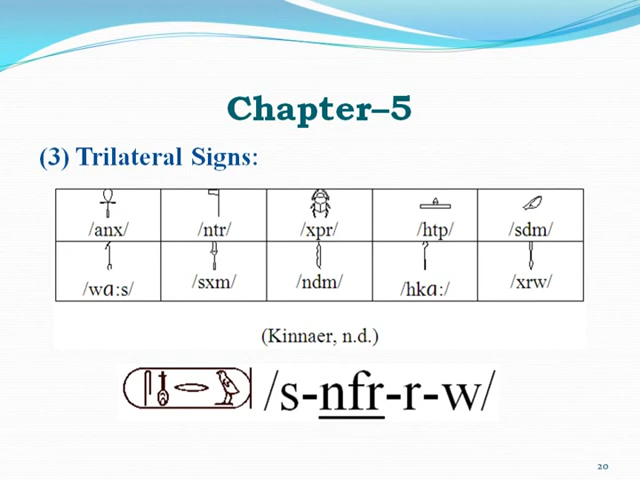 Chapter–5
(3) Trilateral Signs:
/anx/ /ntr/ /xpr/ /htp/ /sdm/
/wɑ:s/ /sxm/ /ndm/ /hkɑ:/ /xrw/
(Kinnaer, n.d.)
/s-nfr-r-w/
20